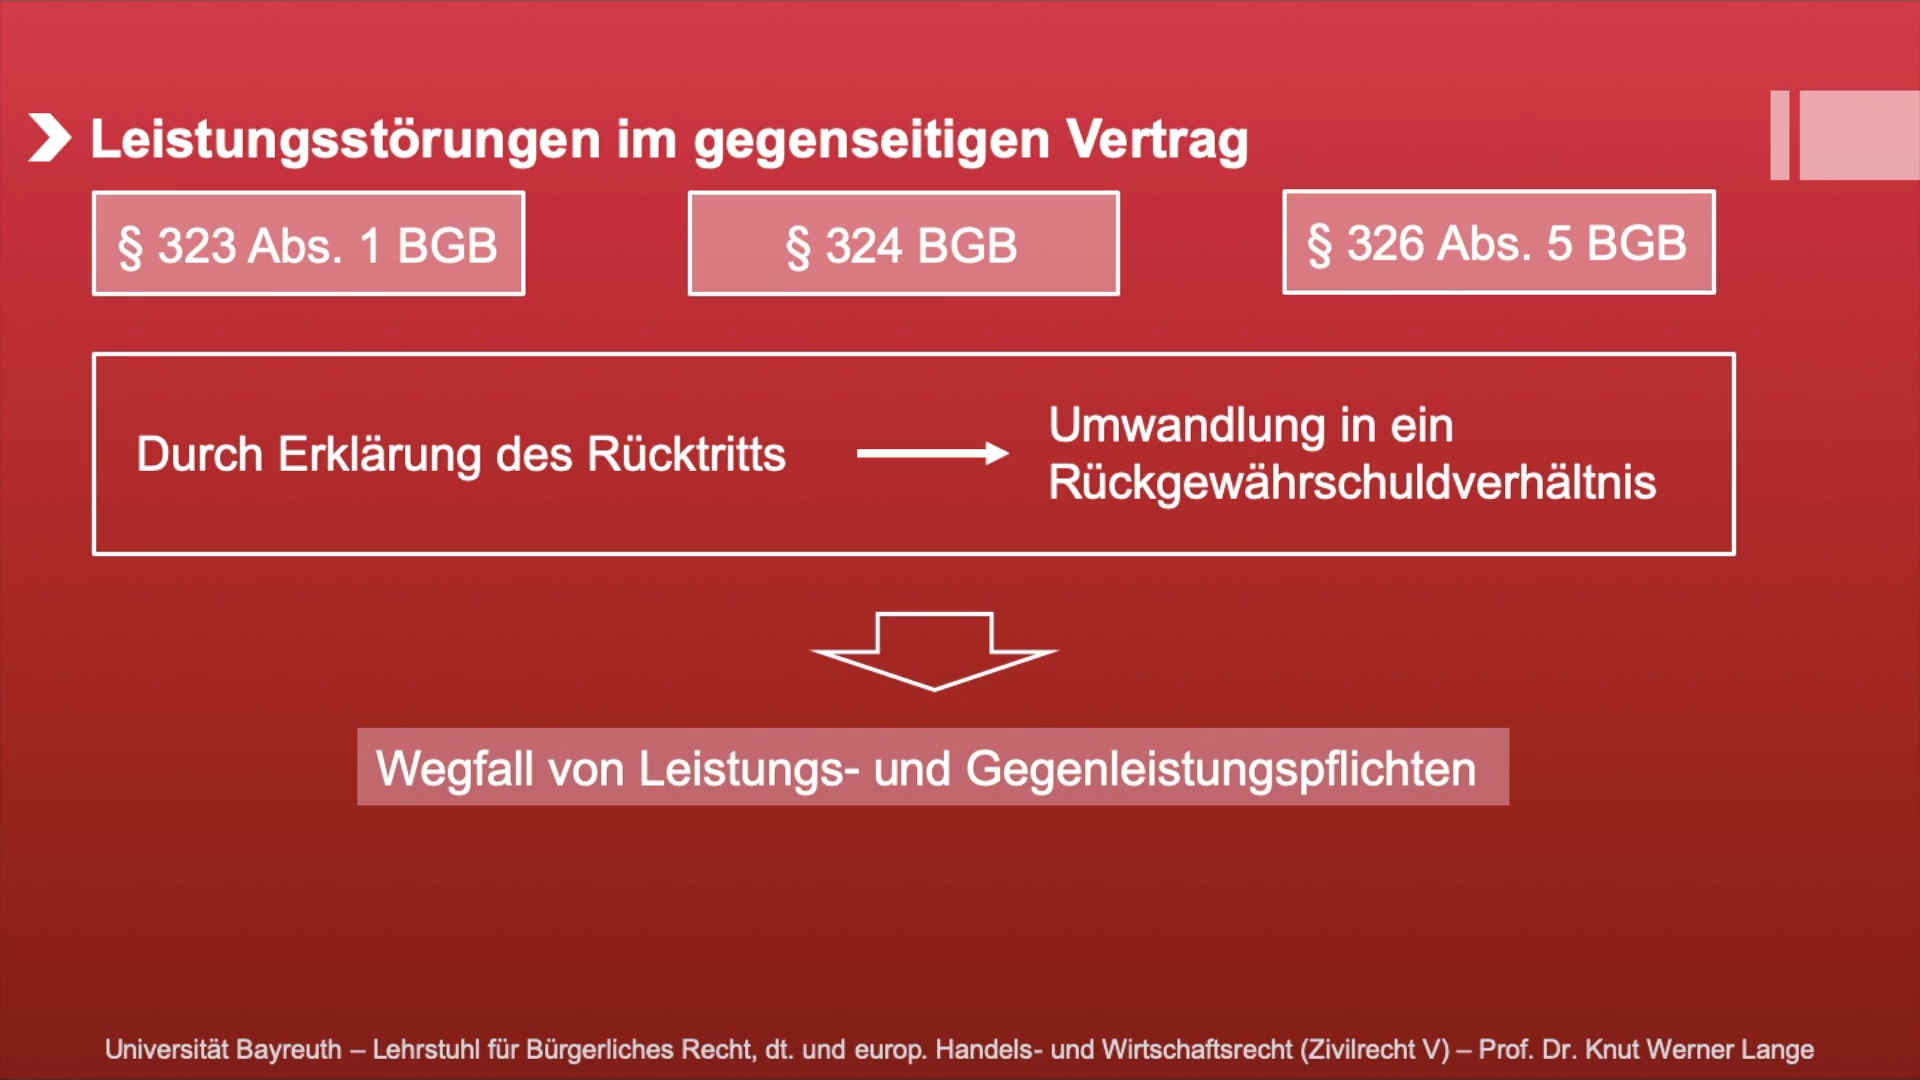 Leistungsstörungen im gegenseitigen Vertrag
§ 323 Abs. 1 BGB
§ 324 BGB
§ 326 Abs. 5 BGB
Durch Erklärung des Rücktritts
Umwandlung in ein
Rückgewährschuldverhältnis
Wegfall von Leistungs- und Gegenleistungspflichten
Universität Bayreuth – Lehrstuhl für Bürgerliches Recht, dt. und europ. Handels- und Wirtschaftsrecht (Zivilrecht V) – Prof. Dr. Knut Werner Lange